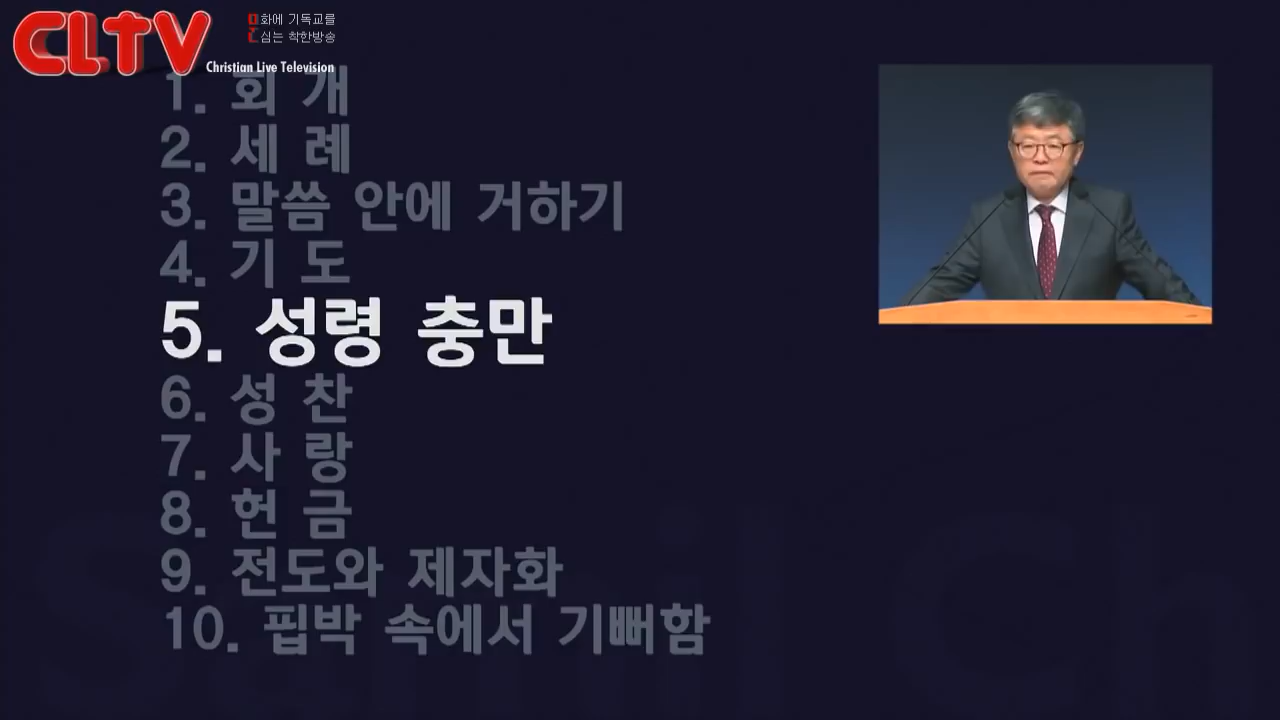 CLTV
문화에 기독교를
심는 착한방송
Christian Live Television
1. 회 개
2. 세 례
3. 말씀 안에 거하기
4. 기 도
5. 성령 충만
6. 성 찬
7. 사 랑
8. 헌 금
9. 전도와 제자화
10. 핍박 속에서 기뻐함